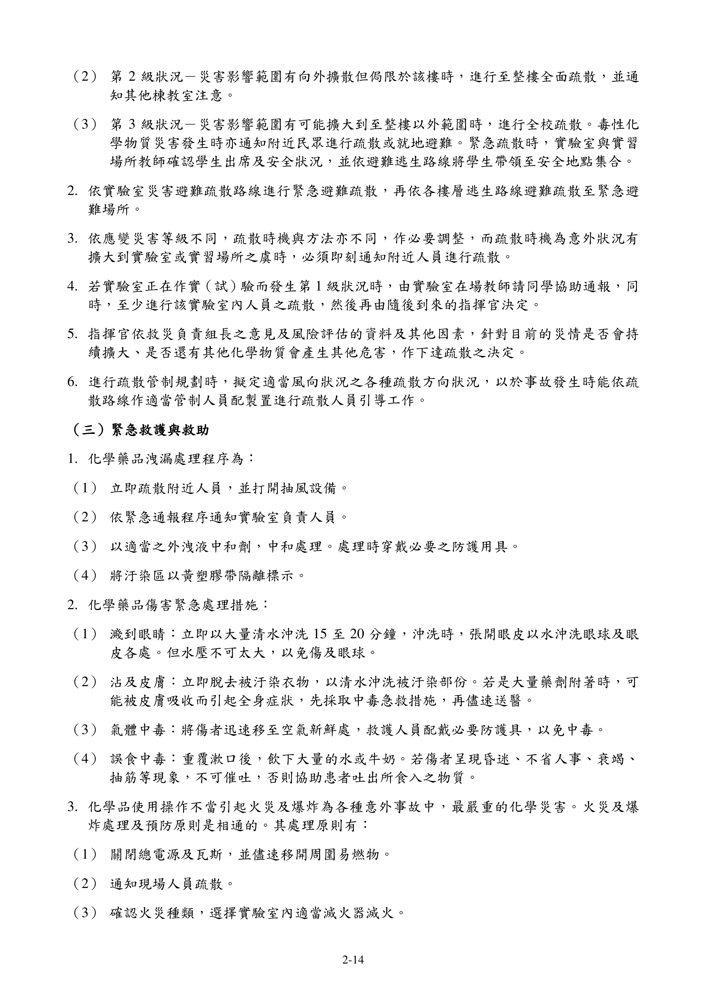 （2） 第 2 級狀況－災害影響範圍有向外擴散但侷限於該樓時，進行至整樓全面疏散，並通
知其他棟教室注意。
（3） 第 3 級狀況－災害影響範圍有可能擴大到至整樓以外範圍時，進行全校疏散。毒性化
學物質災害發生時亦通知附近民眾進行疏散或就地避難。緊急疏散時，實驗室與實習
場所教師確認學生出席及安全狀況，並依避難逃生路線將學生帶領至安全地點集合。
2. 依實驗室災害避難疏散路線進行緊急避難疏散，再依各樓層逃生路線避難疏散至緊急避
難場所。
3. 依應變災害等級不同，疏散時機與方法亦不同，作必要調整，而疏散時機為意外狀況有
擴大到實驗室或實習場所之虞時，必須即刻通知附近人員進行疏散。
4. 若實驗室正在作實（試）驗而發生第 1 級狀況時，由實驗室在場教師請同學協助通報，同
時，至少進行該實驗室內人員之疏散，然後再由隨後到來的指揮官決定。
5. 指揮官依救災負責組長之意見及風險評估的資料及其他因素，針對目前的災情是否會持
續擴大、是否還有其他化學物質會產生其他危害，作下達疏散之決定。
6. 進行疏散管制規劃時，擬定適當風向狀況之各種疏散方向狀況，以於事故發生時能依疏
散路線作適當管制人員配製置進行疏散人員引導工作。
（三）緊急救護與救助
1. 化學藥品洩漏處理程序為：
（1） 立即疏散附近人員，並打開抽風設備。
（2） 依緊急通報程序通知實驗室負責人員。
（3） 以適當之外洩液中和劑，中和處理。處理時穿戴必要之防護用具。
（4） 將汙染區以黃塑膠帶隔離標示。
2. 化學藥品傷害緊急處理措施：
（1） 濺到眼睛：立即以大量清水沖洗 15 至 20 分鐘，沖洗時，張開眼皮以水沖洗眼球及眼
皮各處。但水壓不可太大，以免傷及眼球。
（2） 沾及皮膚：立即脫去被汙染衣物，以清水沖洗被汙染部份。若是大量藥劑附著時，可
能被皮膚吸收而引起全身症狀，先採取中毒急救措施，再儘速送醫。
（3） 氣體中毒：將傷者迅速移至空氣新鮮處，救護人員配戴必要防護具，以免中毒。
（4） 誤食中毒：重覆漱口後，飲下大量的水或牛奶。若傷者呈現昏迷、不省人事、衰竭、
抽筋等現象，不可催吐，否則協助患者吐出所食入之物質。
3. 化學品使用操作不當引起火災及爆炸為各種意外事故中，最嚴重的化學災害。火災及爆
炸處理及預防原則是相通的。其處理原則有：
（1） 關閉總電源及瓦斯，並儘速移開周圍易燃物。
（2） 通知現場人員疏散。
（3） 確認火災種類，選擇實驗室內適當滅火器滅火。
2-14